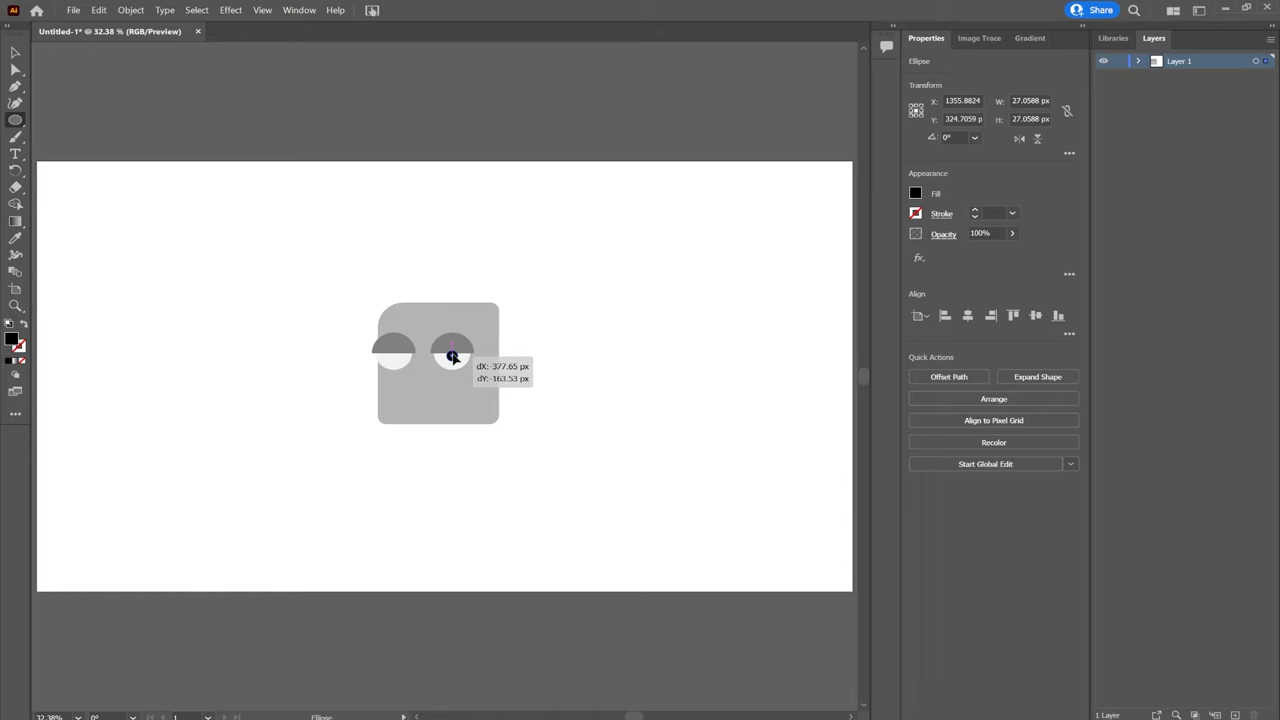 Ai File Edit Object Type Select Effect View Window Help Share
Untitled-1* @ 32.38 % (RGB/Preview) ×
Properties Image Trace Gradient
Libraries Layers
Ellipse
Layer 1
Transform
X: 1355.8824 W: 27.0588 px
Y: 324.7059 p H: 27.0588 px
0°
Appearance
Fill
Stroke
Opacity 100%
fx
Align
Quick Actions
Offset Path Expand Shape
Arrange
Align to Pixel Grid
Recolor
Start Global Edit
dX: -377.65 px
dY: -163.53 px
32.38% 0° 1 Ellipse
1 Layer